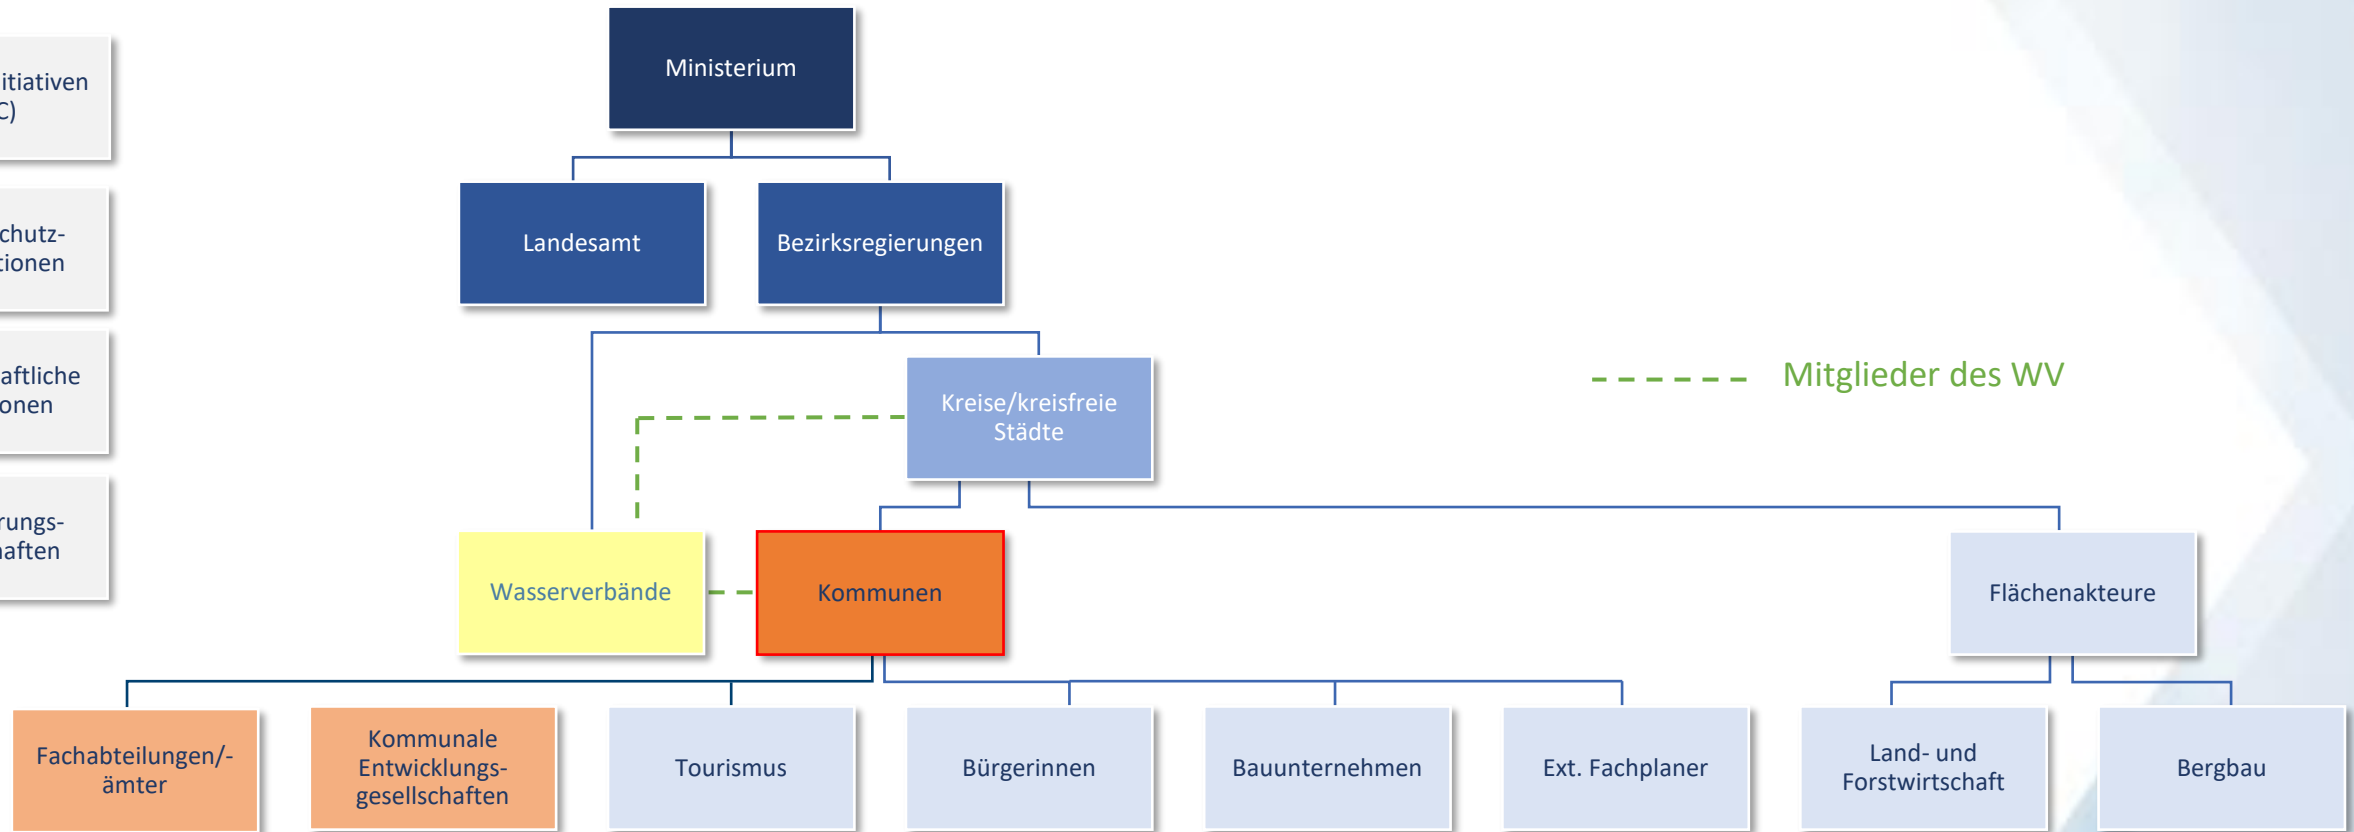 Ministerium
itiativen
C)
Landesamt
Bezirksregierungen
chutz-
tionen
aftliche
onen
Kreise/kreisfreie
Städte
Mitglieder des WV
rungs-
haften
Wasserverbände
Kommunen
Flächenakteure
Fachabteilungen/-
ämter
Kommunale
Entwicklungs-
gesellschaften
Tourismus
Bürgerinnen
Bauunternehmen
Ext. Fachplaner
Land- und
Forstwirtschaft
Bergbau